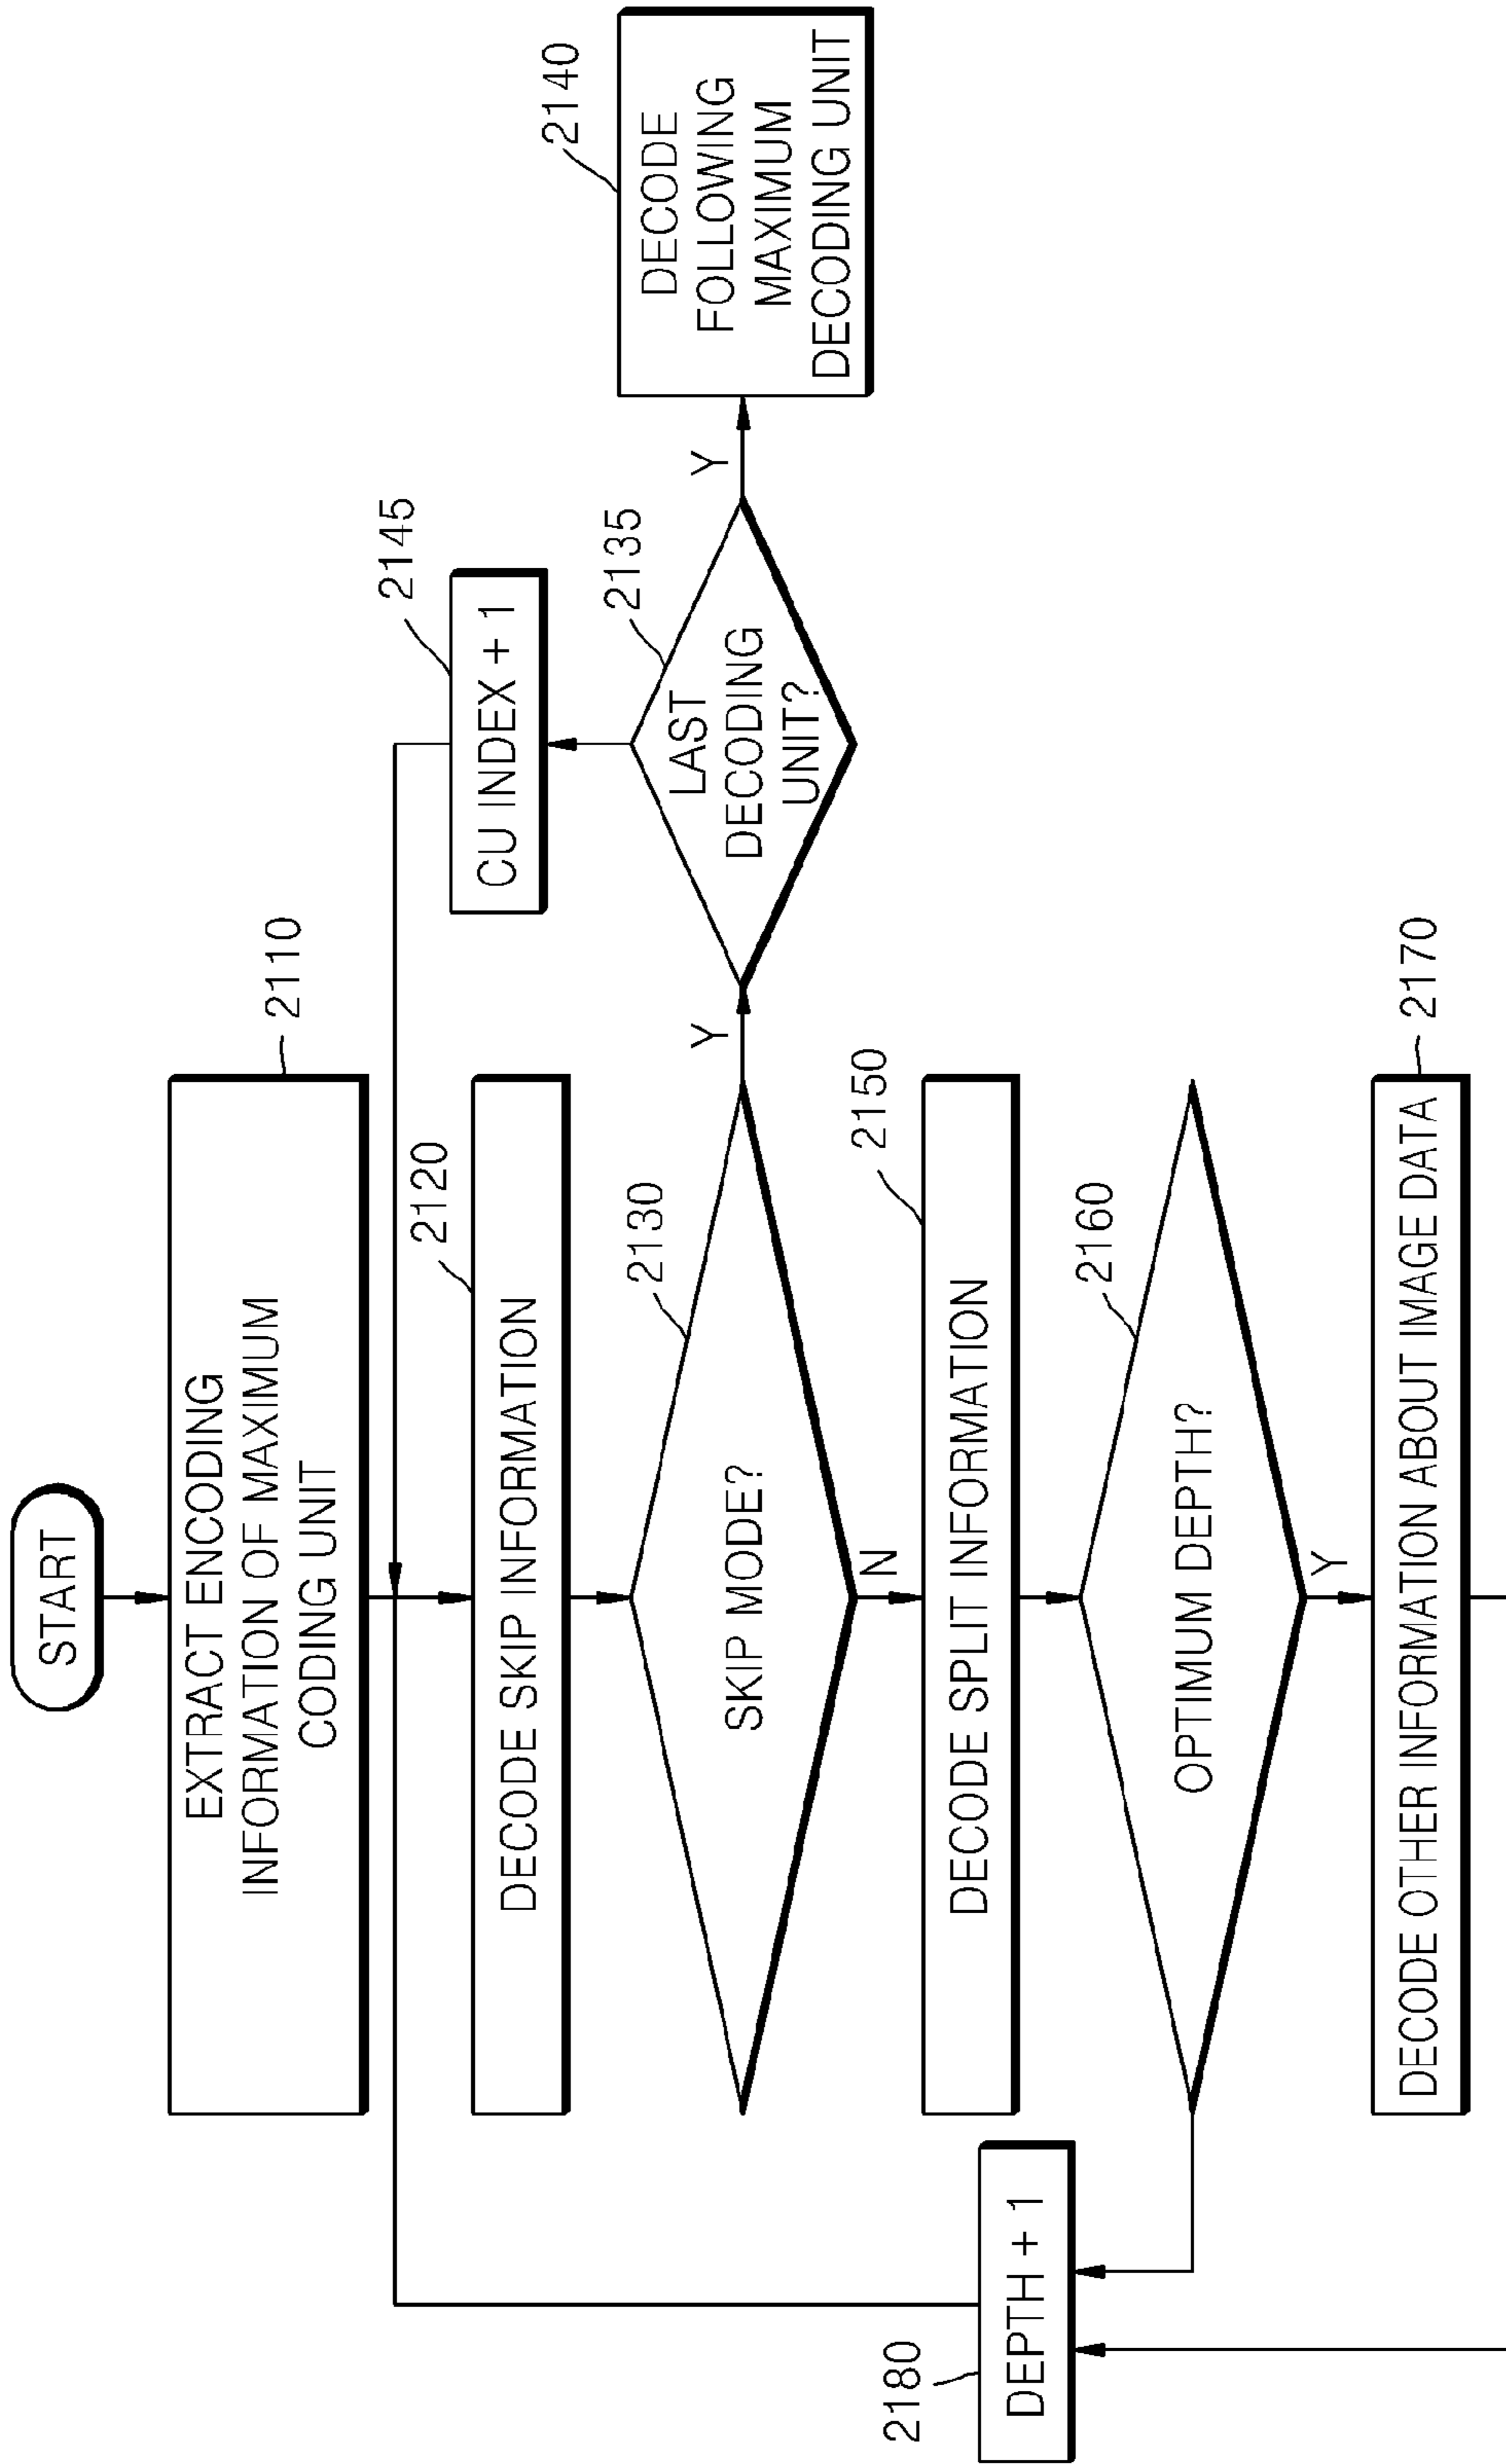 START
EXTRACT ENCODING
INFORMATION OF MAXIMUM
CODING UNIT
2110
DECODE SKIP INFORMATION
2120
CU INDEX + 1
2145
SKIP MODE?
2130
Y
LAST
DECODING
UNIT?
2135
Y
DECODE
FOLLOWING
MAXIMUM
DECODING UNIT
2140
N
DECODE SPLIT INFORMATION
2150
DEPTH + 1
2180
OPTIMUM DEPTH?
2160
Y
DECODE OTHER INFORMATION ABOUT IMAGE DATA
2170